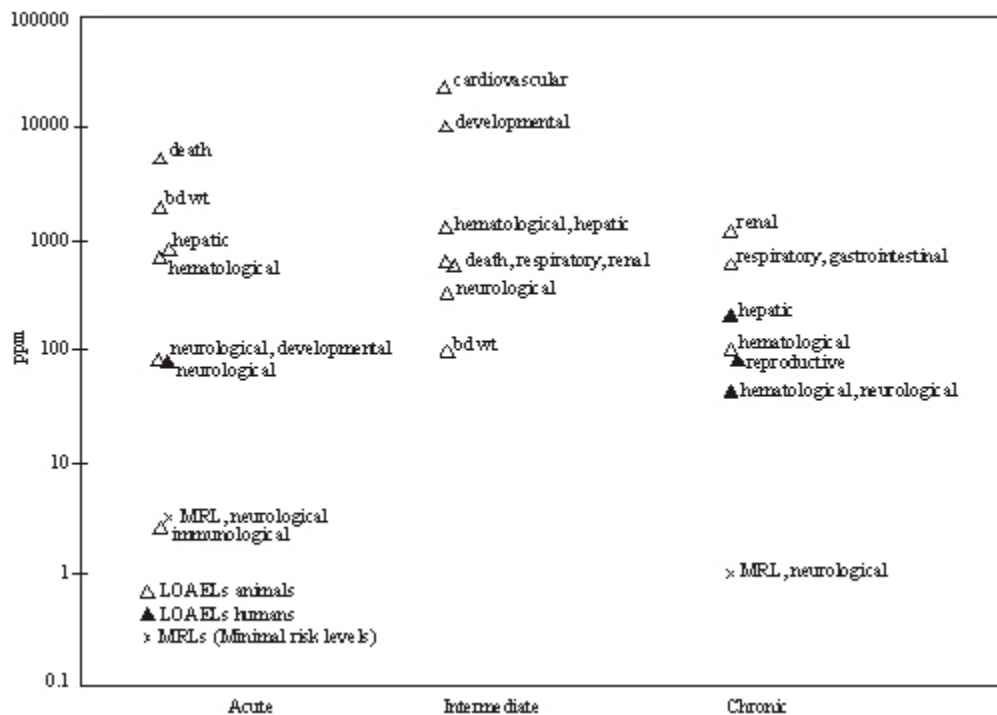 100000
cardiovascular
10000
developmental
death
bd wt
1000
hepatic
hematological
hematological, hepatic
renal
death, respiratory, renal
respiratory, gastrointestinal
neurological
hepatic
ppm
100
neurological, developmental
neurological
bd wt
hematological
reproductive
hematological, neurological
10
MRL, neurological
immunological
1
MRL, neurological
LOAELs animals
LOAELs humans
MRLs (Minimal risk levels)
0.1
Acute Intermediate Chronic